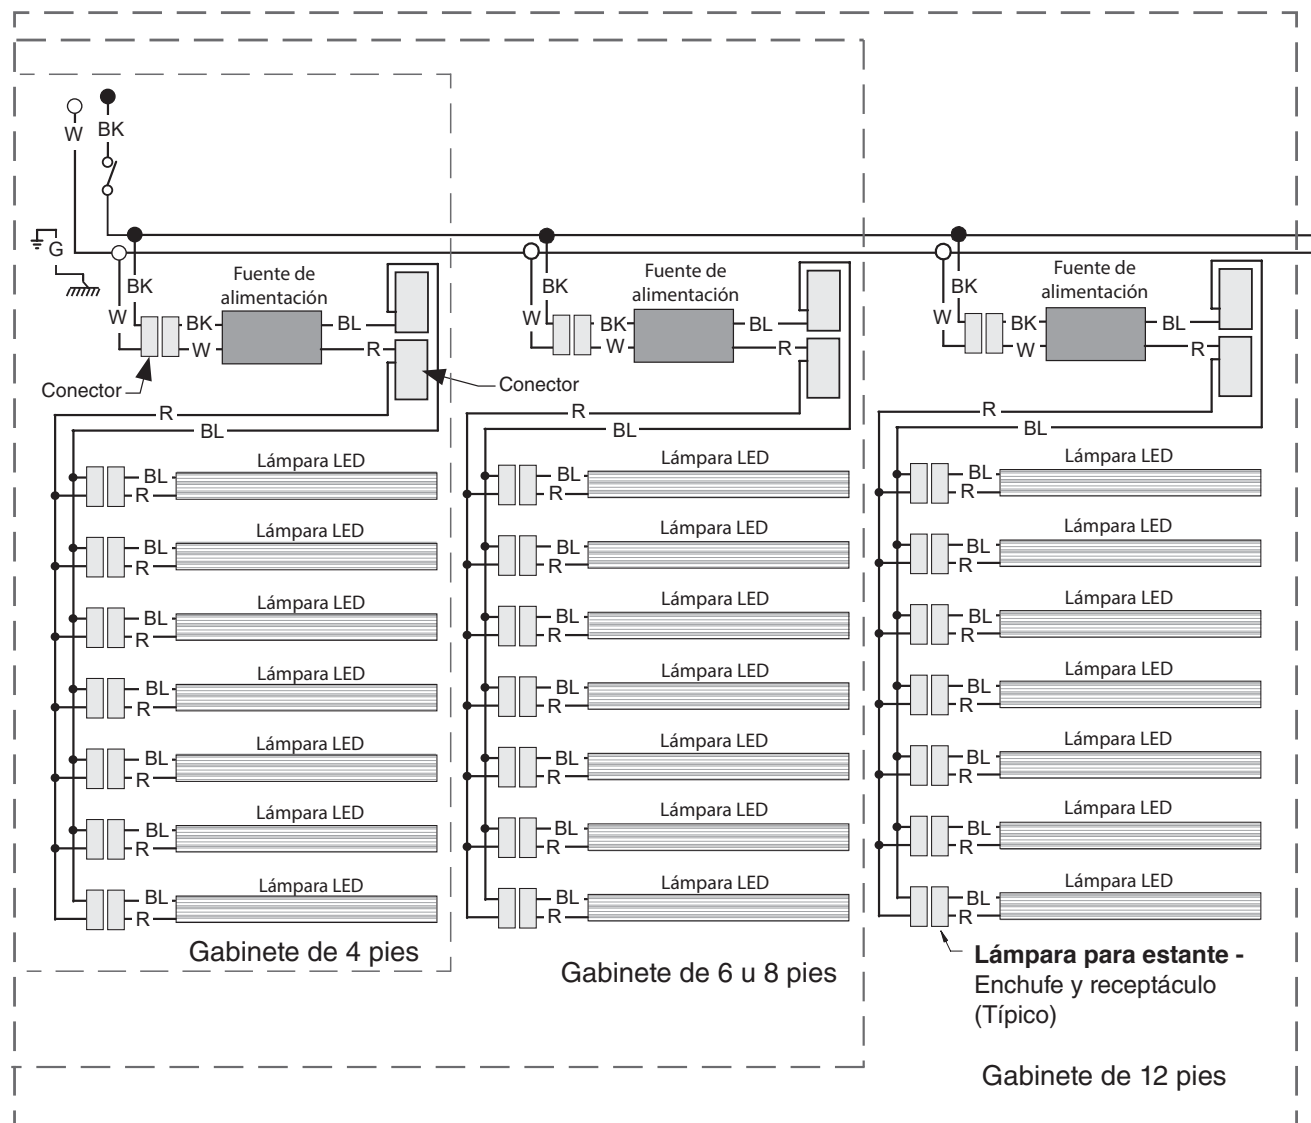 W
BK
G
BK
W
BK
W
Fuente de
alimentación
BL
R
Conector
Conector
R
BL
BK
W
BK
W
Fuente de
alimentación
BL
R
R
BL
BK
W
BK
W
Fuente de
alimentación
BL
R
R
BL
Lámpara LED
BL
R
Lámpara LED
BL
R
Lámpara LED
BL
R
Lámpara LED
BL
R
Lámpara LED
BL
R
Lámpara LED
BL
R
Lámpara LED
BL
R
Gabinete de 4 pies
Lámpara LED
BL
R
Lámpara LED
BL
R
Lámpara LED
BL
R
Lámpara LED
BL
R
Lámpara LED
BL
R
Lámpara LED
BL
R
Lámpara LED
BL
R
Gabinete de 6 u 8 pies
Lámpara LED
BL
R
Lámpara LED
BL
R
Lámpara LED
BL
R
Lámpara LED
BL
R
Lámpara LED
BL
R
Lámpara LED
BL
R
Lámpara LED
BL
R
Lámpara para estante -
Enchufe y receptáculo
(Típico)
Gabinete de 12 pies